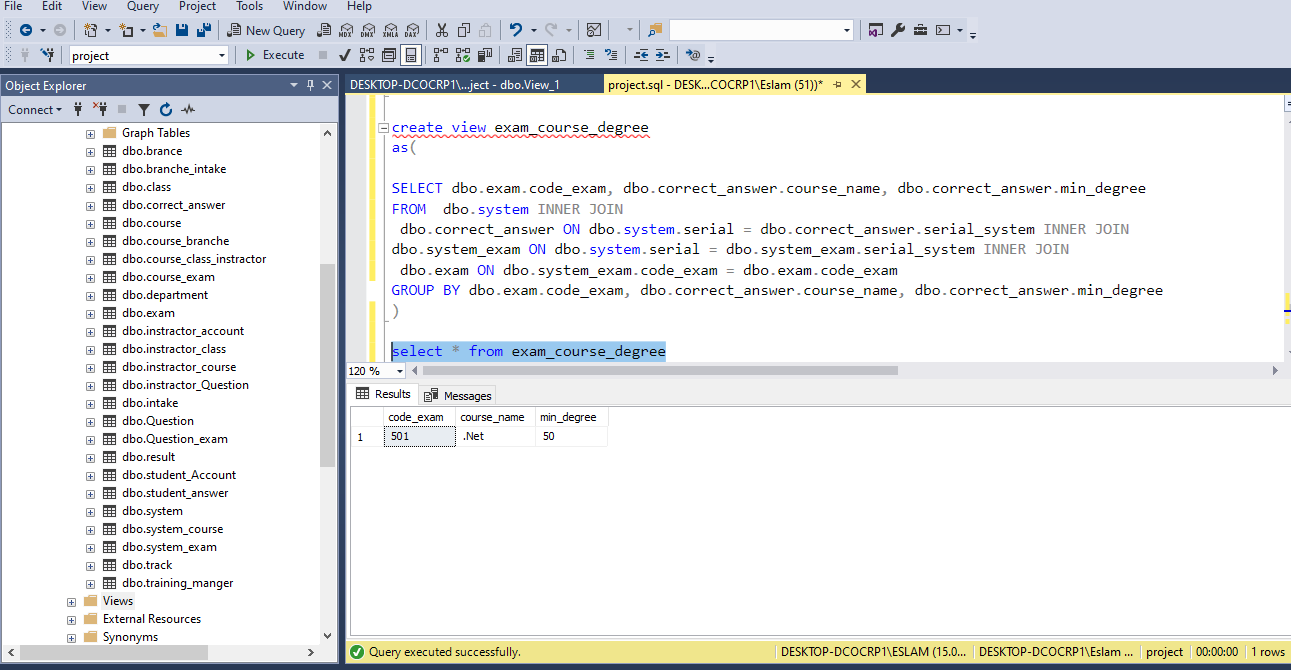 File Edit View Query Project Tools Window Help
New Query MDX DMX XMLA DAX
project Execute
Object Explorer
Connect
Graph Tables
dbo.brance
dbo.branche_intake
dbo.class
dbo.correct_answer
dbo.course
dbo.course_branche
dbo.course_class_instructor
dbo.course_exam
dbo.department
dbo.exam
dbo.instractor_account
dbo.instractor_class
dbo.instractor_course
dbo.instractor_Question
dbo.intake
dbo.Question
dbo.Question_exam
dbo.result
dbo.student_Account
dbo.student_answer
dbo.system
dbo.system_course
dbo.system_exam
dbo.track
dbo.training_manger
Views
External Resources
Synonyms
DESKTOP-DCOCRP1\...ject - dbo.View_1
project.sql - DESK...COCRP1\Eslam (51))*
create view exam_course_degree
as(
SELECT dbo.exam.code_exam, dbo.correct_answer.course_name, dbo.correct_answer.min_degree
FROM dbo.system INNER JOIN
dbo.correct_answer ON dbo.system.serial = dbo.correct_answer.serial_system INNER JOIN
dbo.system_exam ON dbo.system.serial = dbo.system_exam.serial_system INNER JOIN
dbo.exam ON dbo.system_exam.code_exam = dbo.exam.code_exam
GROUP BY dbo.exam.code_exam, dbo.correct_answer.course_name, dbo.correct_answer.min_degree
)
select * from exam_course_degree
120 %
Results Messages
code_exam course_name min_degree
1 501 .Net 50
Query executed successfully.
DESKTOP-DCOCRP1\ESLAM (15.0... DESKTOP-DCOCRP1\Eslam ... project 00:00:00 1 rows